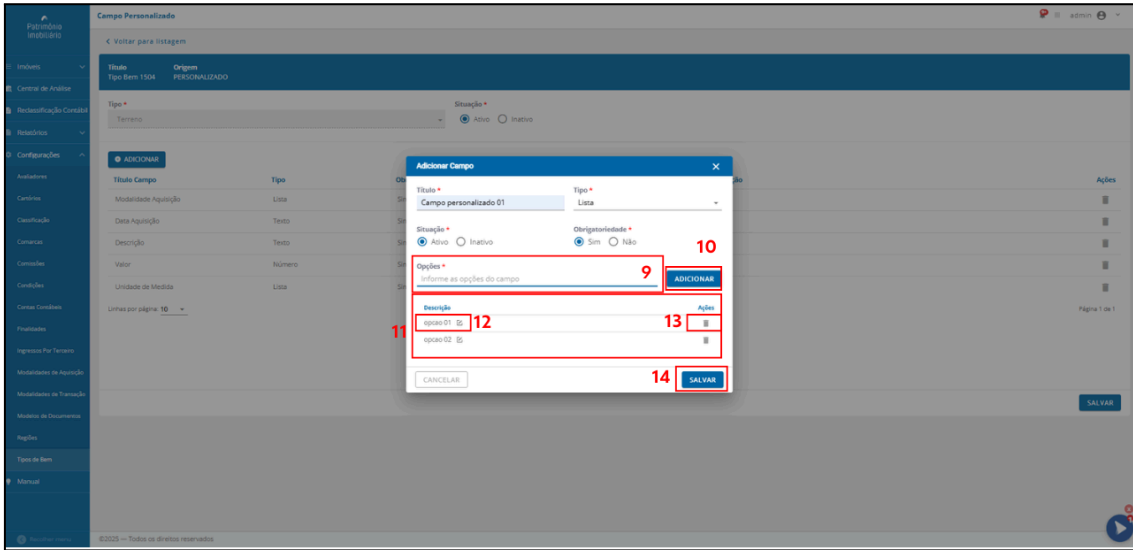 Patrimônio
Imobiliário
Campo Personalizado
admin
Voltar para listagem
Imóveis
Central de Análise
Reclassificação Contábil
Relatórios
Configurações
Avaliadores
Cartórios
Classificação
Comarcas
Comissões
Condições
Contas Contábeis
Finalidades
Ingressos Por Terceiro
Modalidades de Aquisição
Modalidades de Transação
Modelos de Documentos
Regiões
Tipos de Bem
Manual
Recolher menu
Título
Origem
Tipo Bem 1504
PERSONALIZADO
Tipo *
Situação *
Terreno
Ativo
Inativo
ADICIONAR
Título Campo
Tipo
Ações
Modalidade Aquisição
Lista
Data Aquisição
Texto
Descrição
Texto
Valor
Número
Unidade de Medida
Lista
Linhas por página: 10
Página 1 de 1
Adicionar Campo
Título *
Tipo *
Campo personalizado 01
Lista
Situação *
Obrigatoriedade *
Ativo
Inativo
Sim
Não
10
Opções *
9
Informe as opções do campo
ADICIONAR
Descrição
Ações
opcao 01
12
13
11
opcao 02
CANCELAR
14
SALVAR
SALVAR
©2025 — Todos os direitos reservados